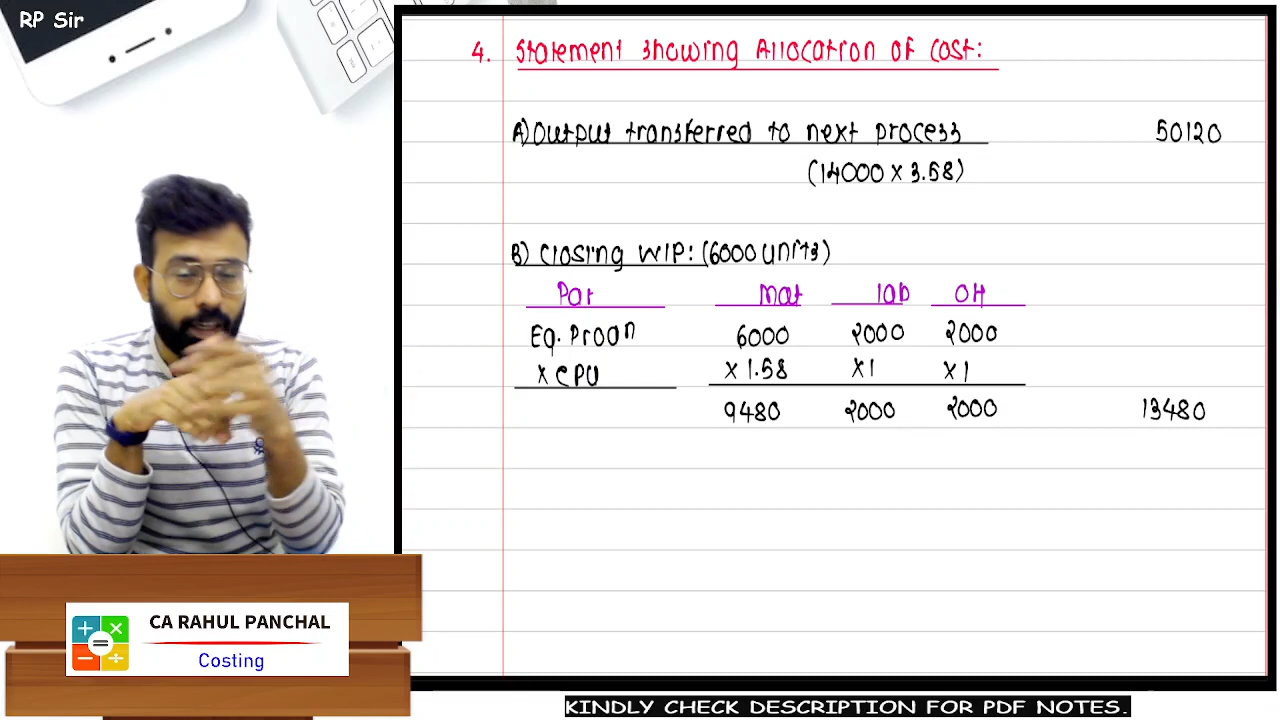 RP Sir
4. Statement Showing Allocation of Cost:
A) Output transferred to next process 50120
(14000 x 3.58)
B) Closing WIP: (6000 units)
Par Mat lab OH
Eq. Prodn 6000 2000 2000
x CPU x 1.58 x 1 x 1
9480 2000 2000 13480
CA RAHUL PANCHAL
Costing
KINDLY CHECK DESCRIPTION FOR PDF NOTES.